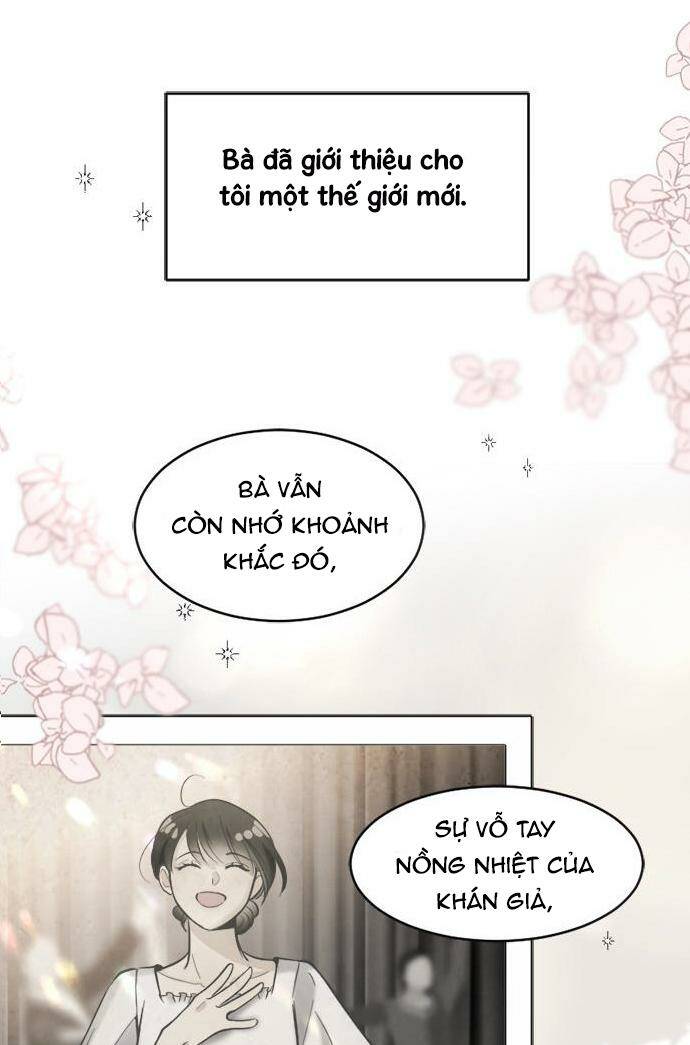 Bà đã giới thiệu cho
tôi một thế giới mới.
BÀ VẪN
CÒN NHỚ KHOẢNH
KHẮC ĐÓ,
SỰ VỖ TAY
NỒNG NHIỆT CỦA
KHÁN GIẢ,